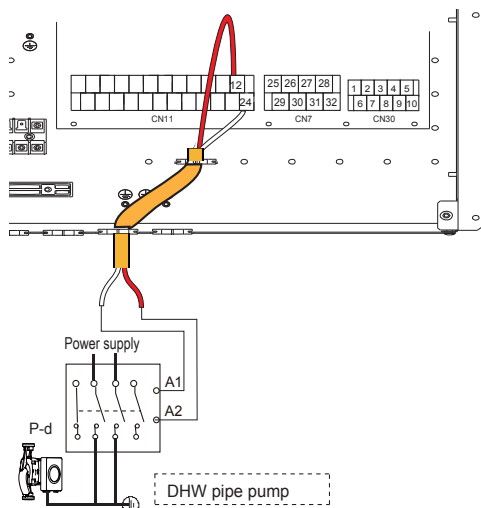 12
25 26 27 28
1 2 3 4 5
24
29 30 31 32
6 7 8 9 10
CN11
CN7
CN30
Power supply
A1
A2
P-d
DHW pipe pump